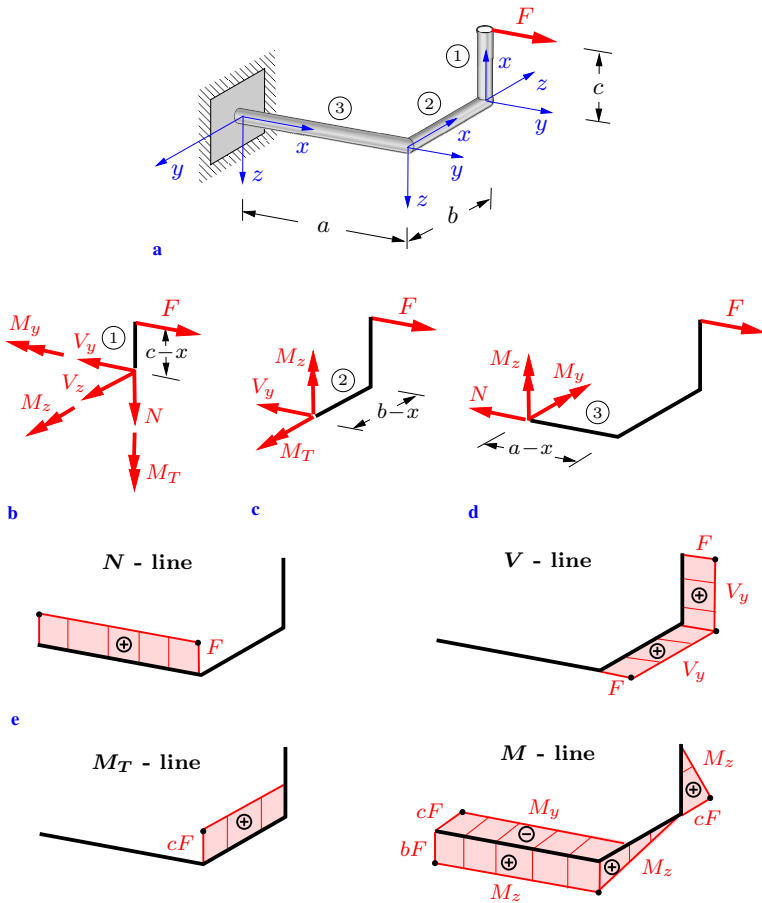 F
1
x
z
c
2
3
y
x
x
y
y
z
z
a
b
a
F
1
M_y
V_y
c−x
V_z
M_z
N
M_T
b
F
M_z
2
V_y
b−x
M_T
c
F
M_z
M_y
N
3
a−x
d
N - line
F
V - line
F
V_y
V_y
F
e
M_T - line
cF
M - line
M_z
cF
M_y
cF
bF
M_z
M_z